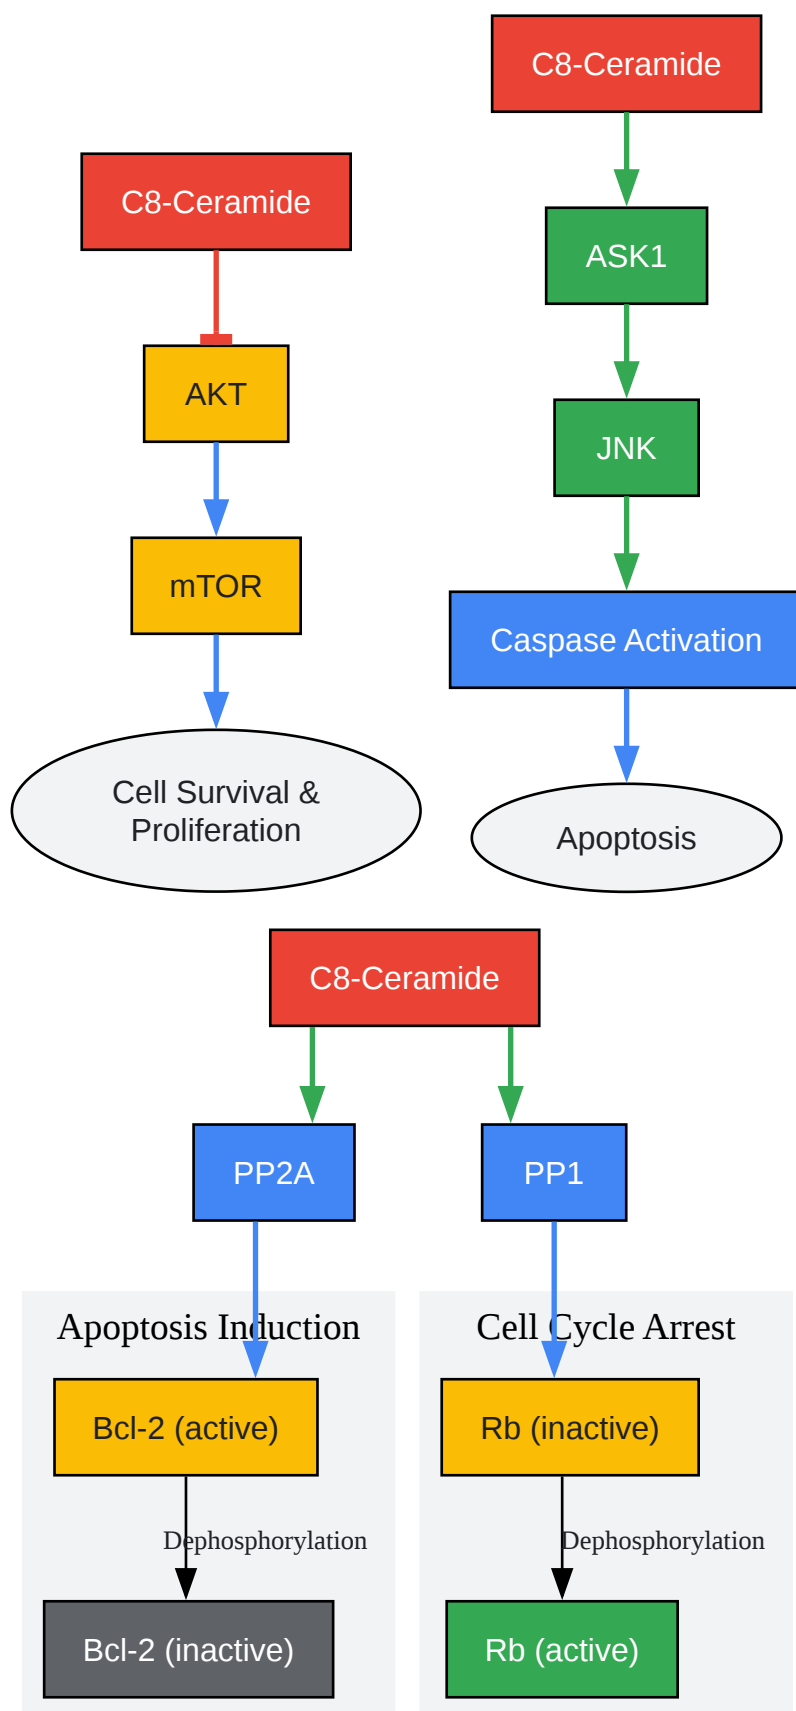 C8-Ceramide
AKT
mTOR
Cell Survival &
Proliferation
C8-Ceramide
ASK1
JNK
Caspase Activation
Apoptosis
C8-Ceramide
PP2A
PP1
Apoptosis Induction
Bcl-2 (active)
Dephosphorylation
Bcl-2 (inactive)
Cell Cycle Arrest
Rb (inactive)
Dephosphorylation
Rb (active)